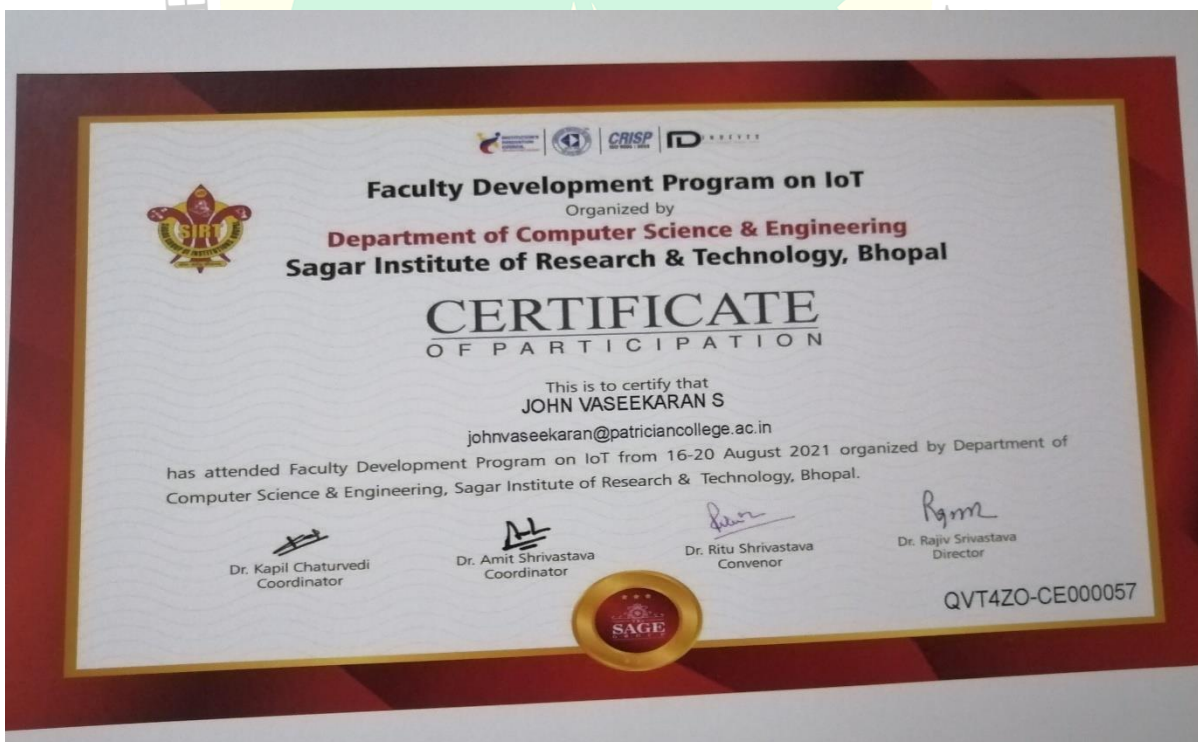 CRISP
Faculty Development Program on IoT
Organized by
Department of Computer Science & Engineering
Sagar Institute of Research & Technology, Bhopal
SIRT
CERTIFICATE
OF PARTICIPATION
This is to certify that
JOHN VASEEKARAN S
johnvaseekaran@patriciancollege.ac.in
has attended Faculty Development Program on IoT from 16-20 August 2021 organized by Department of
Computer Science & Engineering, Sagar Institute of Research & Technology, Bhopal.
Dr. Kapil Chaturvedi
Coordinator
Dr. Amit Shrivastava
Coordinator
Dr. Ritu Shrivastava
Convenor
Dr. Rajiv Srivastava
Director
SAGE
QVT4ZO-CE000057